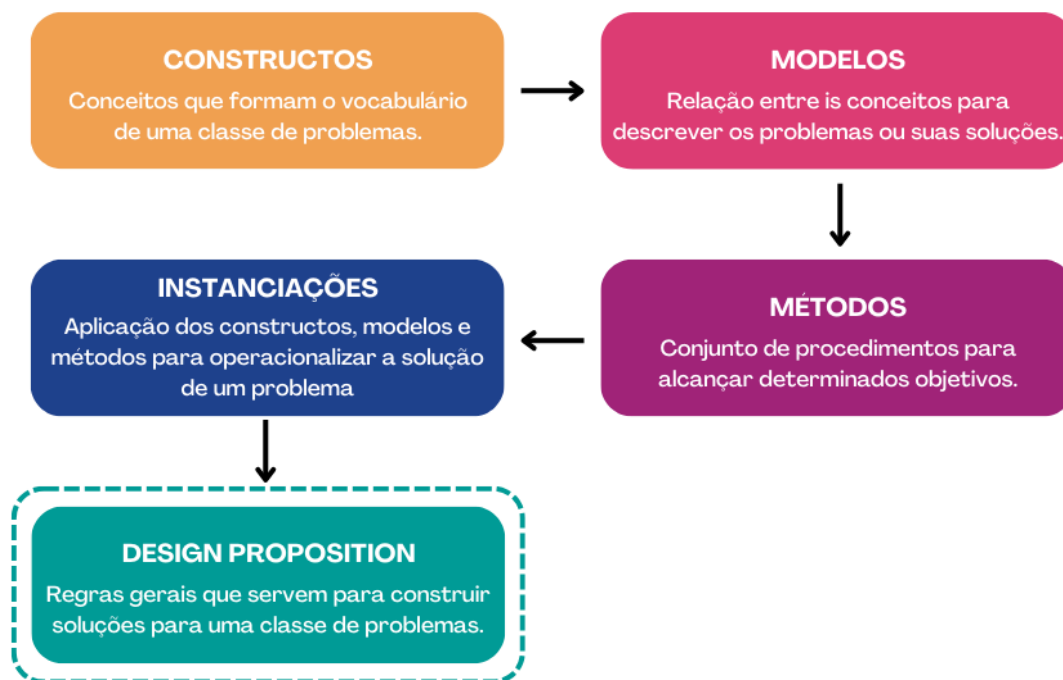 CONSTRUCTOS
Conceitos que formam o vocabulário
de uma classe de problemas.
MODELOS
Relação entre is conceitos para
descrever os problemas ou suas soluções.
MÉTODOS
Conjunto de procedimentos para
alcançar determinados objetivos.
INSTANCIAÇÕES
Aplicação dos constructos, modelos e
métodos para operacionalizar a solução
de um problema
DESIGN PROPOSITION
Regras gerais que servem para construir
soluções para uma classe de problemas.